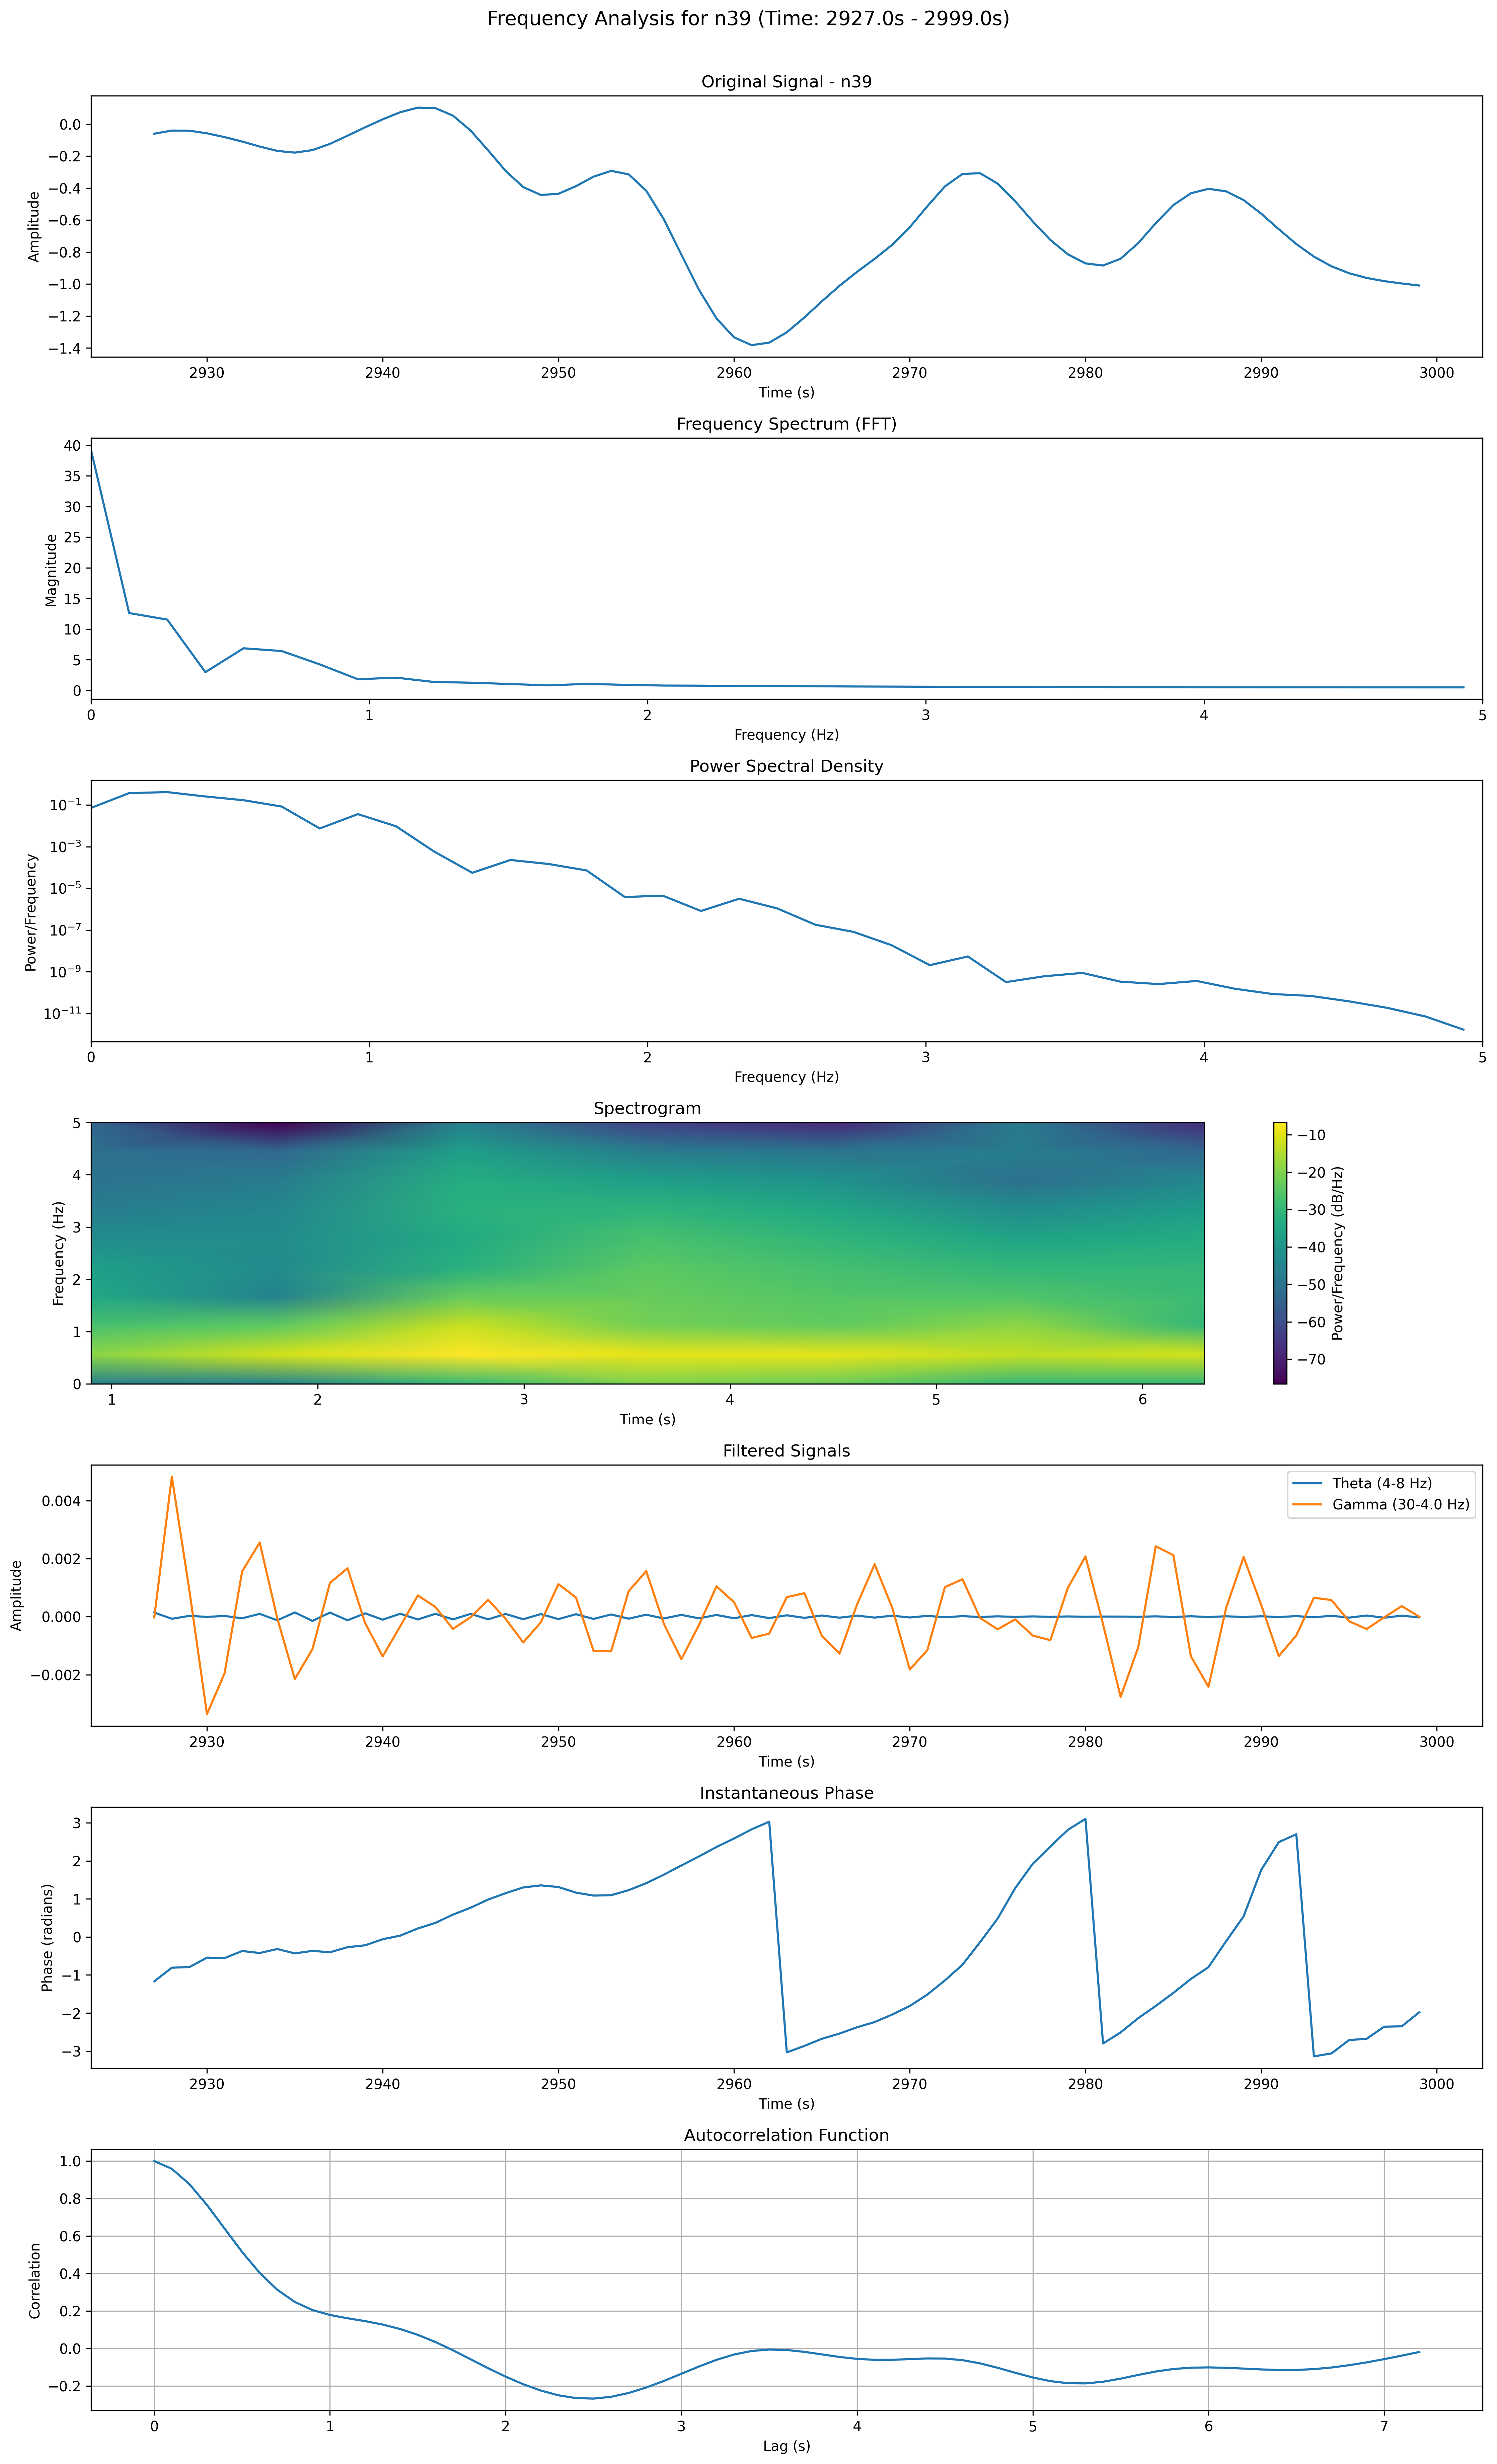 Frequency Analysis for n39 (Time: 2927.0s - 2999.0s)
Original Signal - n39
Amplitude
0.0
−0.2
−0.4
−0.6
−0.8
−1.0
−1.2
−1.4
2930 2940 2950 2960 2970 2980 2990 3000
Time (s)
Frequency Spectrum (FFT)
Magnitude
40
35
30
25
20
15
10
5
0
0 1 2 3 4 5
Frequency (Hz)
Power Spectral Density
Power/Frequency
10⁻¹
10⁻³
10⁻⁵
10⁻⁷
10⁻⁹
10⁻¹¹
0 1 2 3 4 5
Frequency (Hz)
Spectrogram
Frequency (Hz)
5
4
3
2
1
0
1 2 3 4 5 6
Time (s)
−10
−20
−30
−40
−50
−60
−70
Power/Frequency (dB/Hz)
Filtered Signals
Amplitude
0.004
0.002
0.000
−0.002
Theta (4-8 Hz)
Gamma (30-4.0 Hz)
2930 2940 2950 2960 2970 2980 2990 3000
Time (s)
Instantaneous Phase
Phase (radians)
3
2
1
0
−1
−2
−3
2930 2940 2950 2960 2970 2980 2990 3000
Time (s)
Autocorrelation Function
Correlation
1.0
0.8
0.6
0.4
0.2
0.0
−0.2
0 1 2 3 4 5 6 7
Lag (s)